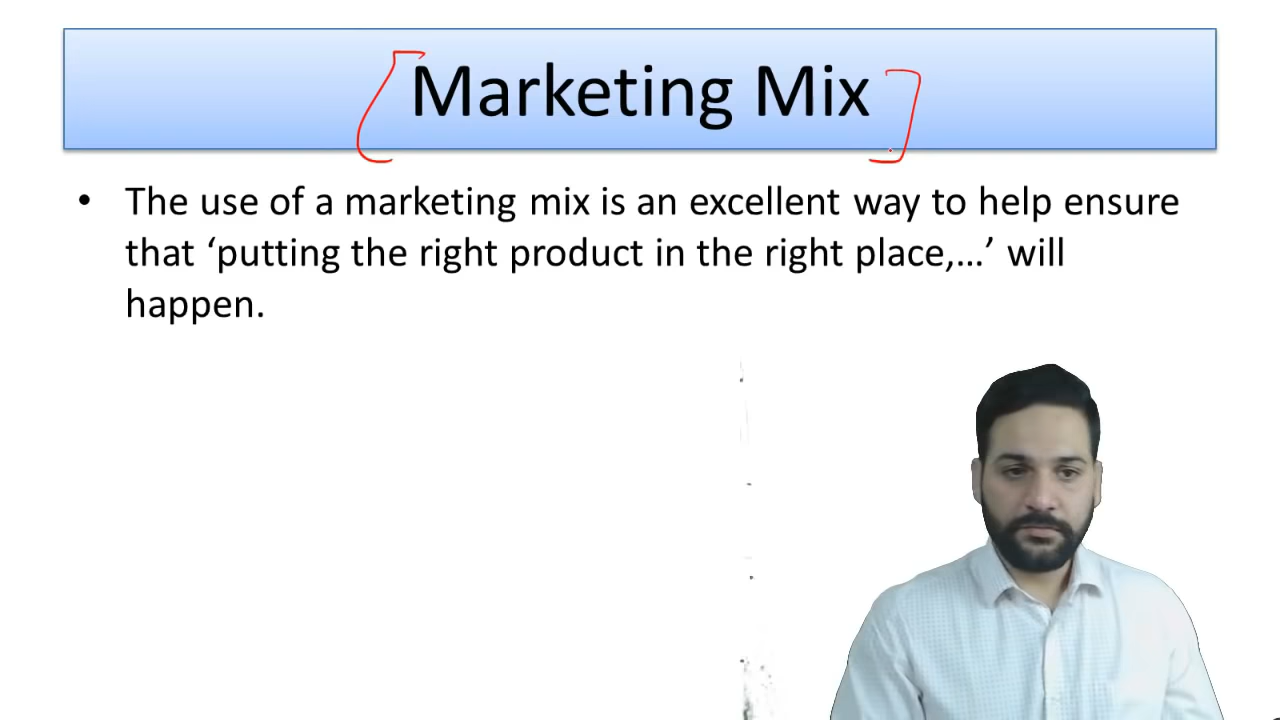 Marketing Mix
• The use of a marketing mix is an excellent way to help ensure
that ‘putting the right product in the right place,...’ will
happen.